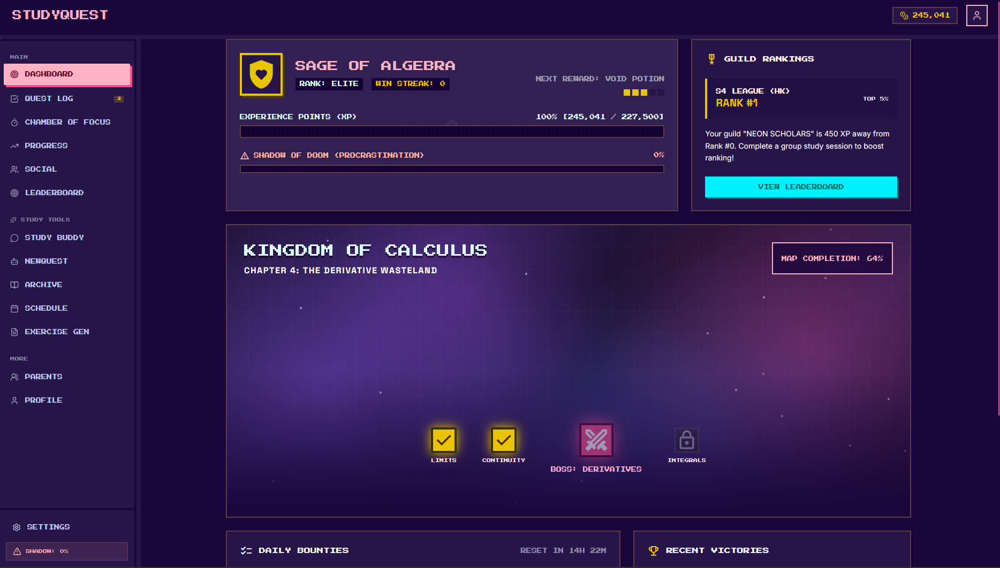 STUDYQUEST
245,041
MAIN
DASHBOARD
QUEST LOG 3
CHAMBER OF FOCUS
PROGRESS
SOCIAL
LEADERBOARD
STUDY TOOLS
STUDY BUDDY
NEWQUEST
ARCHIVE
SCHEDULE
EXERCISE GEN
MORE
PARENTS
PROFILE
SETTINGS
SHADOW: 0%
SAGE OF ALGEBRA
RANK: ELITE WIN STREAK: 0
NEXT REWARD: VOID POTION
EXPERIENCE POINTS (XP) 100% [245,041 / 227,500]
SHADOW OF DOOM (PROCRASTINATION) 0%
GUILD RANKINGS
S4 LEAGUE (HK)
RANK #1
TOP 5%
Your guild "NEON SCHOLARS" is 450 XP away from
Rank #0. Complete a group study session to boost
ranking!
VIEW LEADERBOARD
KINGDOM OF CALCULUS
CHAPTER 4: THE DERIVATIVE WASTELAND
MAP COMPLETION: 64%
LIMITS
CONTINUITY
BOSS: DERIVATIVES
INTEGRALS
DAILY BOUNTIES RESET IN 14H 22M
RECENT VICTORIES